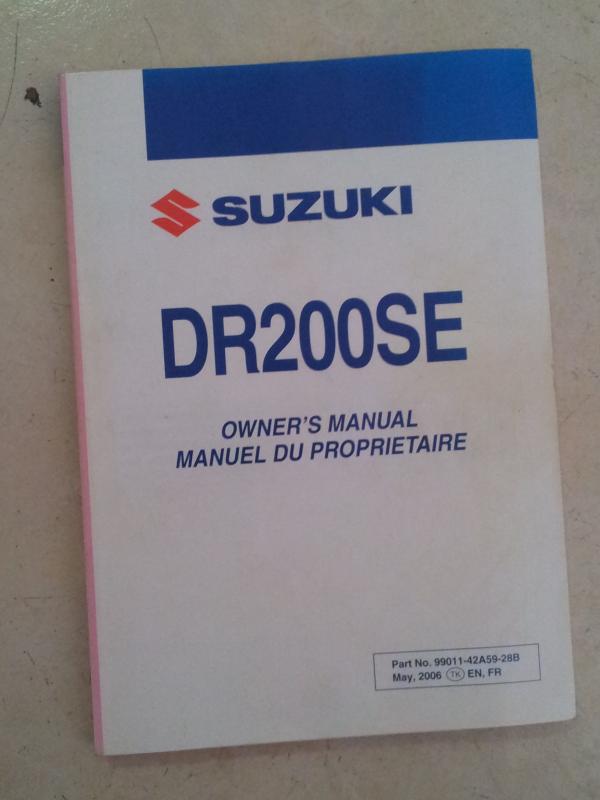 SUZUKI
DR200SE
OWNER'S MANUAL
MANUEL DU PROPRIETAIRE
Part No. 99011-42A59-28B
May, 2006 TK EN, FR